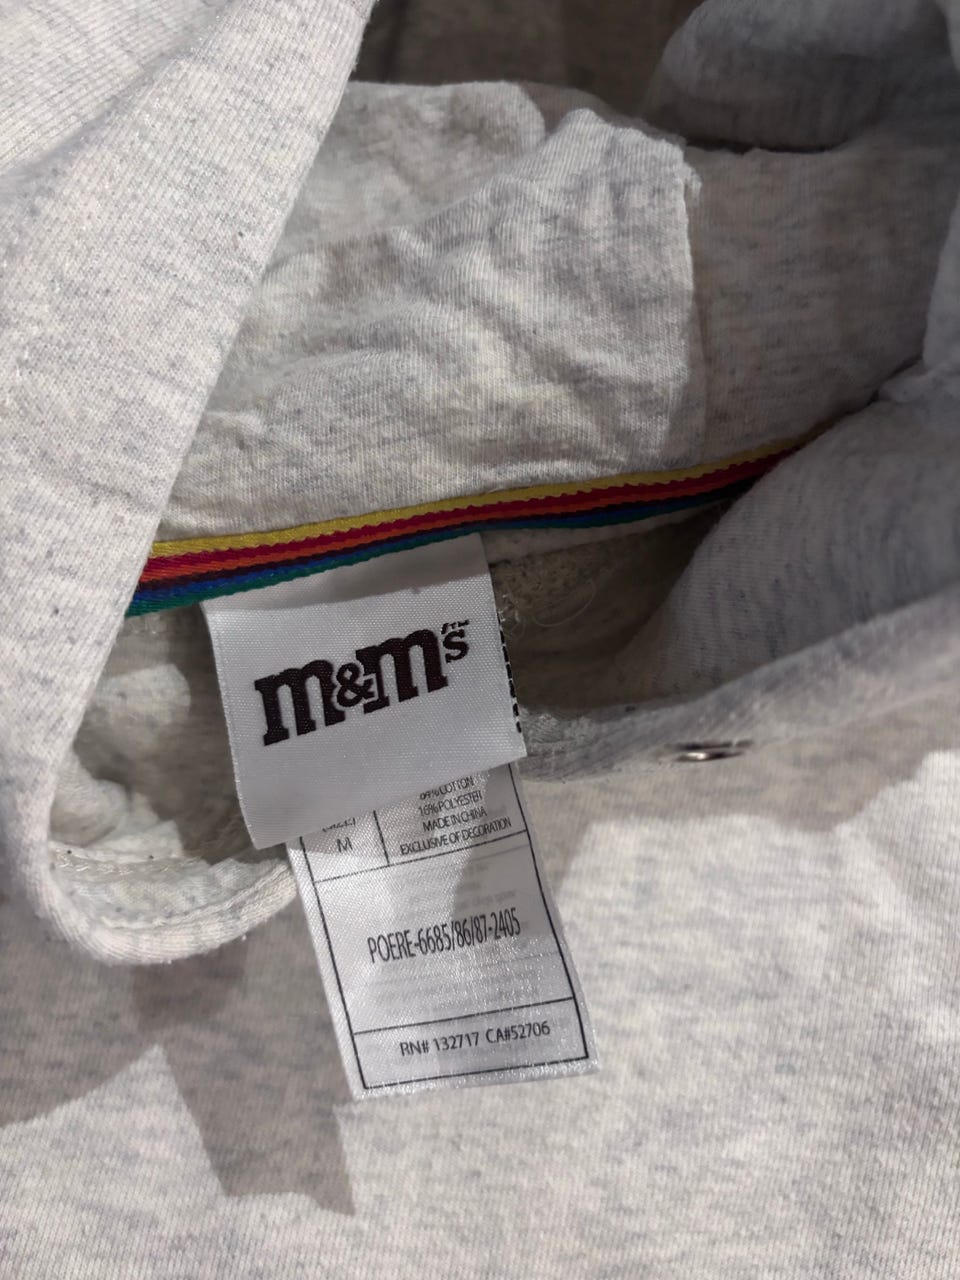 m&m's™
84% COTTON
16% POLYESTER
MADE IN CHINA
EXCLUSIVE OF DECORATION
M
POERE-6685/86/87-2405
RN# 132717 CA#52706